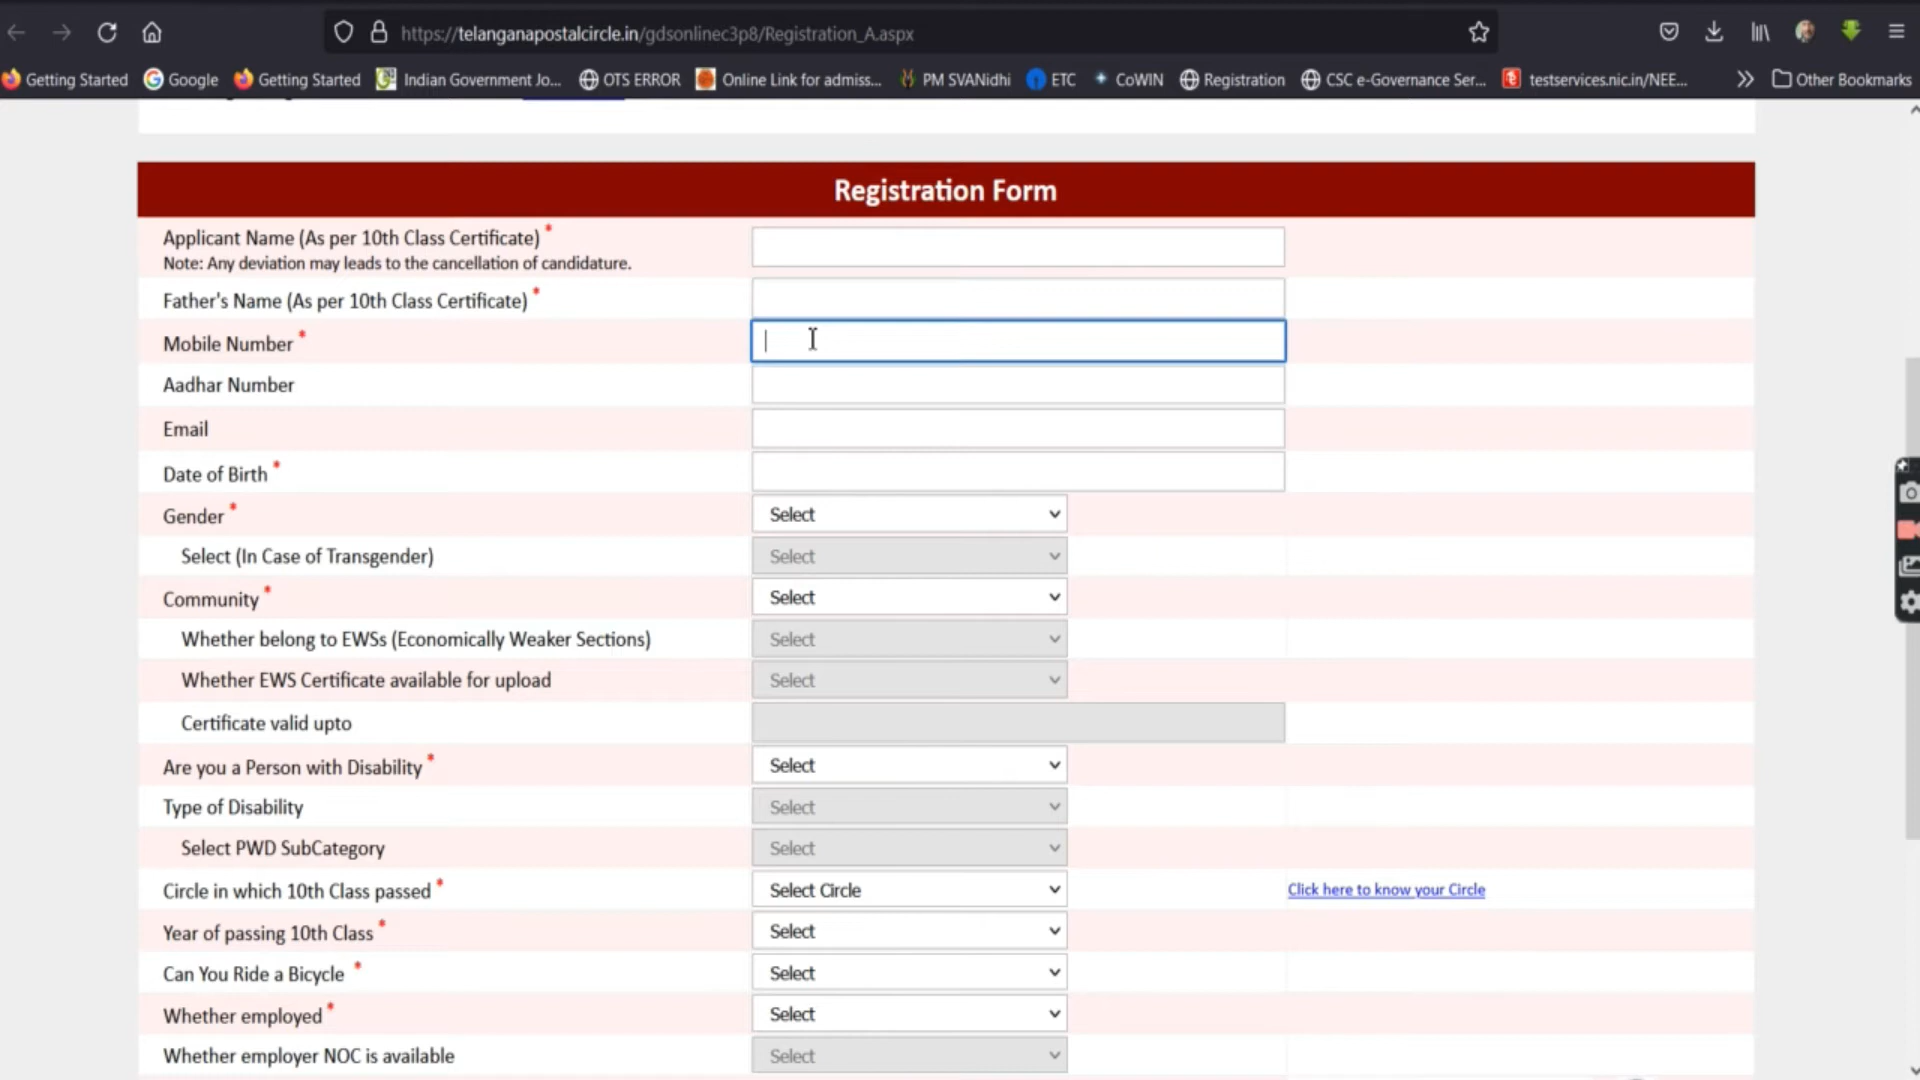 https://telanganapostalcircle.in/gdsonlinec3p8/Registration_A.aspx
Getting Started Google Getting Started Indian Government Jo... OTS ERROR Online Link for admiss... PM SVANidhi ETC CoWIN Registration CSC e-Governance Ser... testservices.nic.in/NEE... Other Bookmarks
Registration Form
Applicant Name (As per 10th Class Certificate) *
Note: Any deviation may leads to the cancellation of candidature.
Father's Name (As per 10th Class Certificate) *
Mobile Number *
Aadhar Number
Email
Date of Birth *
Gender * Select
Select (In Case of Transgender) Select
Community * Select
Whether belong to EWSs (Economically Weaker Sections) Select
Whether EWS Certificate available for upload Select
Certificate valid upto
Are you a Person with Disability * Select
Type of Disability Select
Select PWD SubCategory Select
Circle in which 10th Class passed * Select Circle Click here to know your Circle
Year of passing 10th Class * Select
Can You Ride a Bicycle * Select
Whether employed * Select
Whether employer NOC is available Select